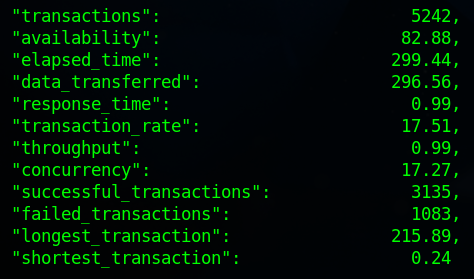 "transactions": 5242,
"availability": 82.88,
"elapsed_time": 299.44,
"data_transferred": 296.56,
"response_time": 0.99,
"transaction_rate": 17.51,
"throughput": 0.99,
"concurrency": 17.27,
"successful_transactions": 3135,
"failed_transactions": 1083,
"longest_transaction": 215.89,
"shortest_transaction": 0.24